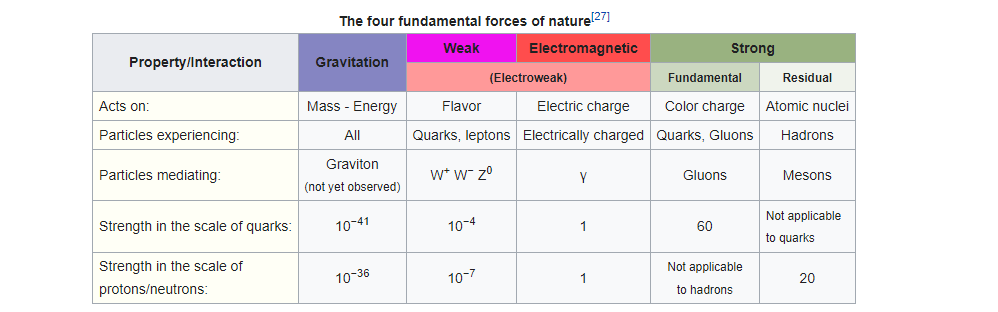 The four fundamental forces of nature[27]
Property/Interaction Gravitation Weak Electromagnetic Strong
(Electroweak) Fundamental Residual
Acts on: Mass - Energy Flavor Electric charge Color charge Atomic nuclei
Particles experiencing: All Quarks, leptons Electrically charged Quarks, Gluons Hadrons
Particles mediating: Graviton
(not yet observed) W⁺ W⁻ Z⁰ γ Gluons Mesons
Strength in the scale of quarks: 10⁻⁴¹ 10⁻⁴ 1 60 Not applicable
to quarks
Strength in the scale of
protons/neutrons: 10⁻³⁶ 10⁻⁷ 1 Not applicable
to hadrons 20